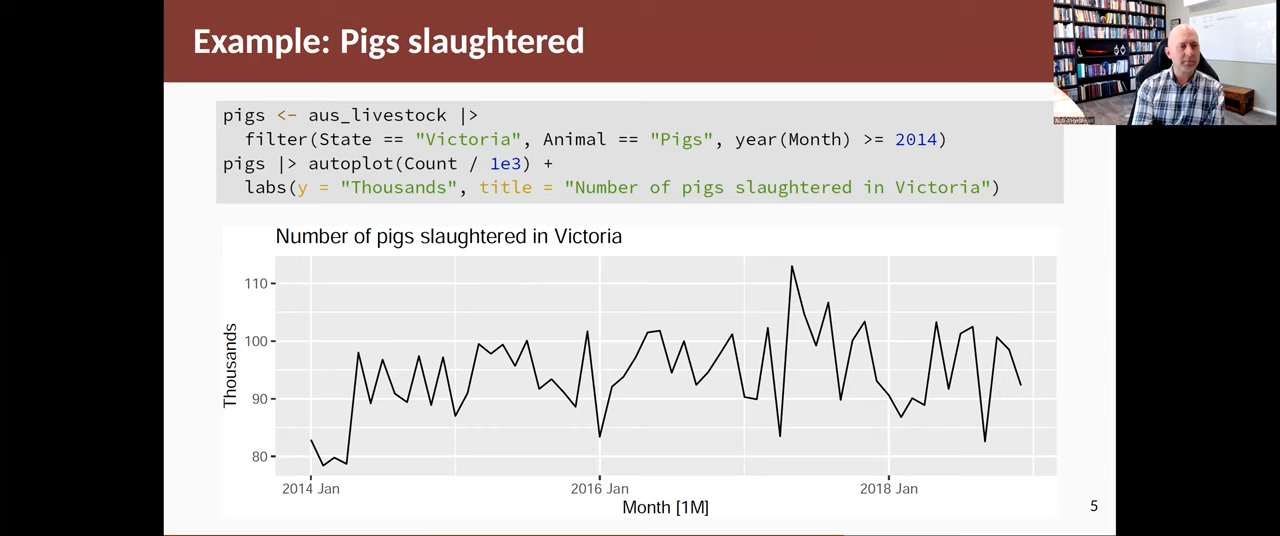 Example: Pigs slaughtered
pigs <- aus_livestock |>
filter(State == "Victoria", Animal == "Pigs", year(Month) >= 2014)
pigs |> autoplot(Count / 1e3) +
labs(y = "Thousands", title = "Number of pigs slaughtered in Victoria")
Number of pigs slaughtered in Victoria
110
100
90
80
Thousands
2014 Jan
2016 Jan
2018 Jan
Month [1M]
5